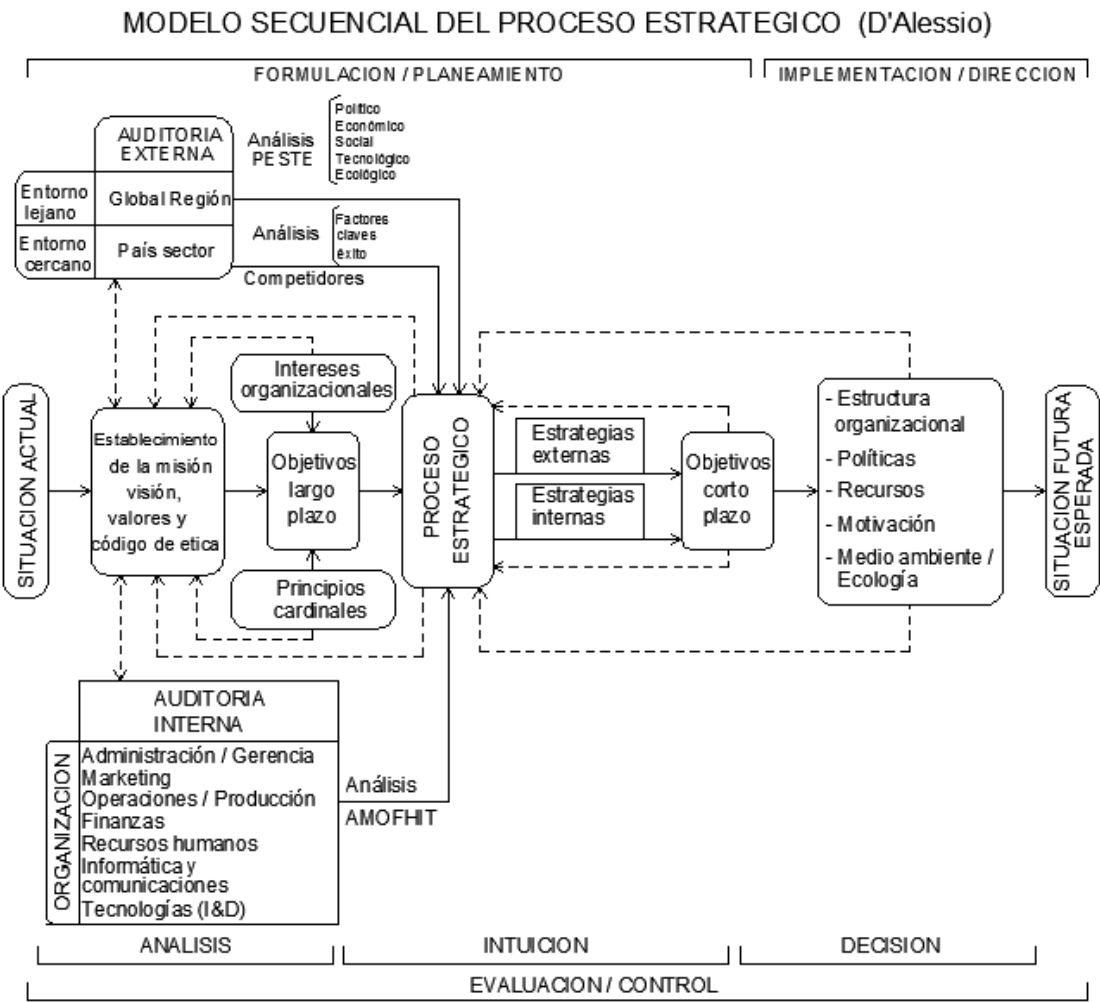 MODELO SECUENCIAL DEL PROCESO ESTRATEGICO (D'Alessio)
FORMULACION / PLANEAMIENTO
IMPLEMENTACION / DIRECCION
AUDITORIA
EXTERNA
Entorno
lejano
Global Región
Entorno
cercano
País sector
Análisis
PESTE
Político
Económico
Social
Tecnológico
Ecológico
Análisis
Factores
claves
éxito
Competidores
SITUACION ACTUAL
Establecimiento
de la misión
visión,
valores y
código de etica
Intereses
organizacionales
Objetivos
largo
plazo
Principios
cardinales
PROCESO
ESTRATEGICO
Estrategias
externas
Estrategias
internas
Objetivos
corto
plazo
- Estructura
organizacional
- Políticas
- Recursos
- Motivación
- Medio ambiente /
Ecología
SITUACION FUTURA
ESPERADA
AUDITORIA
INTERNA
ORGANIZACION
Administración / Gerencia
Marketing
Operaciones / Producción
Finanzas
Recursos humanos
Informática y
comunicaciones
Tecnologías (I&D)
Análisis
AMOFHIT
ANALISIS
INTUICION
DECISION
EVALUACION / CONTROL